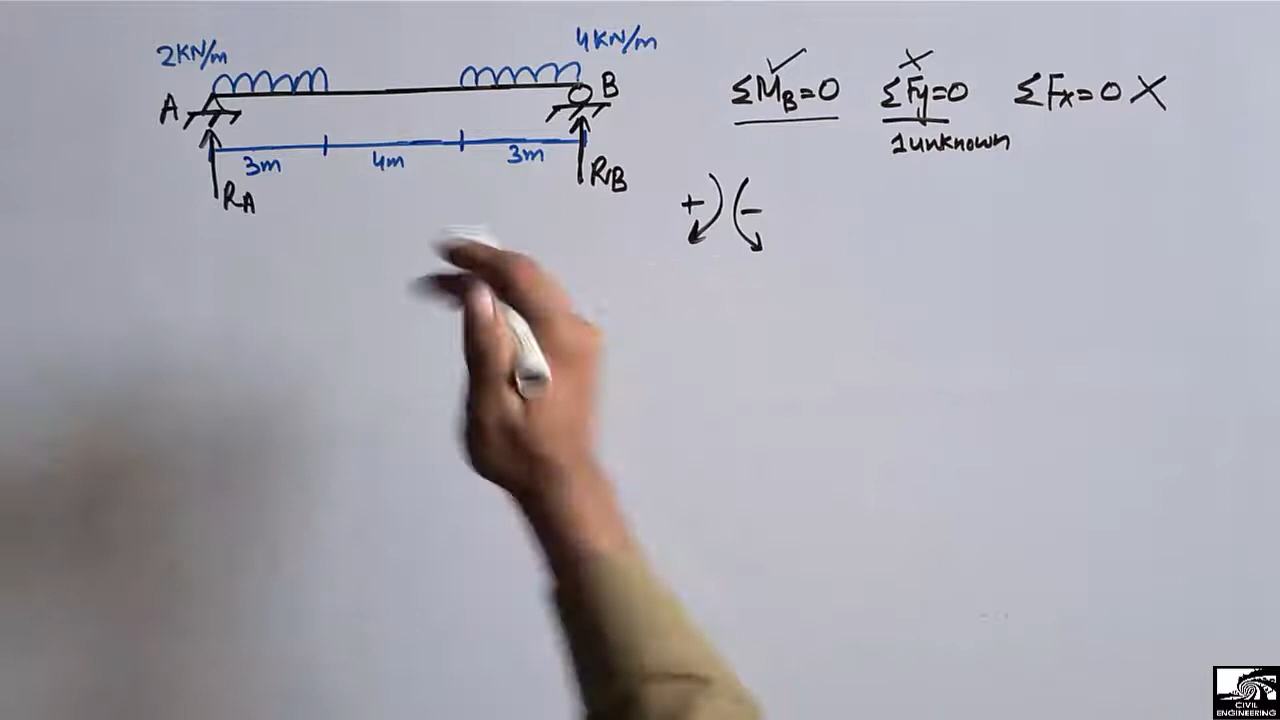 2KN/m
4KN/m
A
B
3m
4m
3m
RA
RB
ΣMB=0 ΣFy=0 ΣFx=0 X
✓ X
1unknown
+ -
CIVIL
ENGINEERING